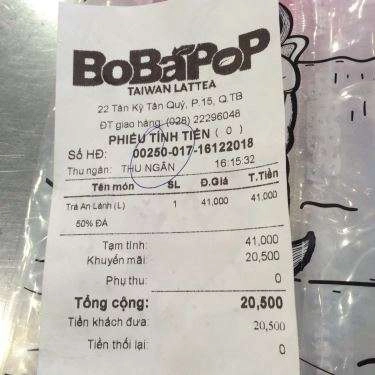 BoBaPoP
TAIWAN LATTEA
22 Tân Kỳ Tân Quý, P.15, Q.TB
ĐT giao hàng: (028) 22296048
PHIẾU TÍNH TIỀN ( 0 )
Số HĐ: 00250-017-16122018
Thu ngân: THU NGÂN 16:15:32
Tên món SL Đ.Giá T.Tiền
Trà An Lành (L) 1 41,000 41,000
50% ĐÁ
Tạm tính: 41,000
Khuyến mãi: 20,500
Phụ thu: 0
Tổng cộng: 20,500
Tiền khách đưa: 20,500
Tiền thối lại: 0